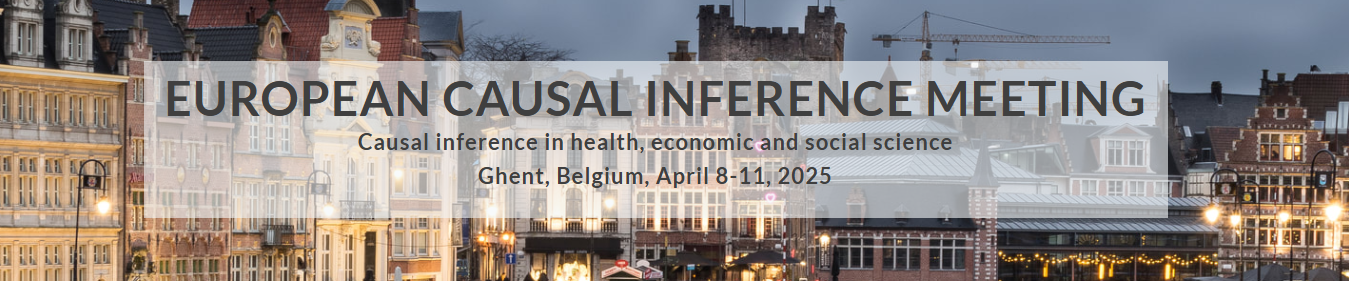 EUROPEAN CAUSAL INFERENCE MEETING
Causal inference in health, economic and social science
Ghent, Belgium, April 8-11, 2025